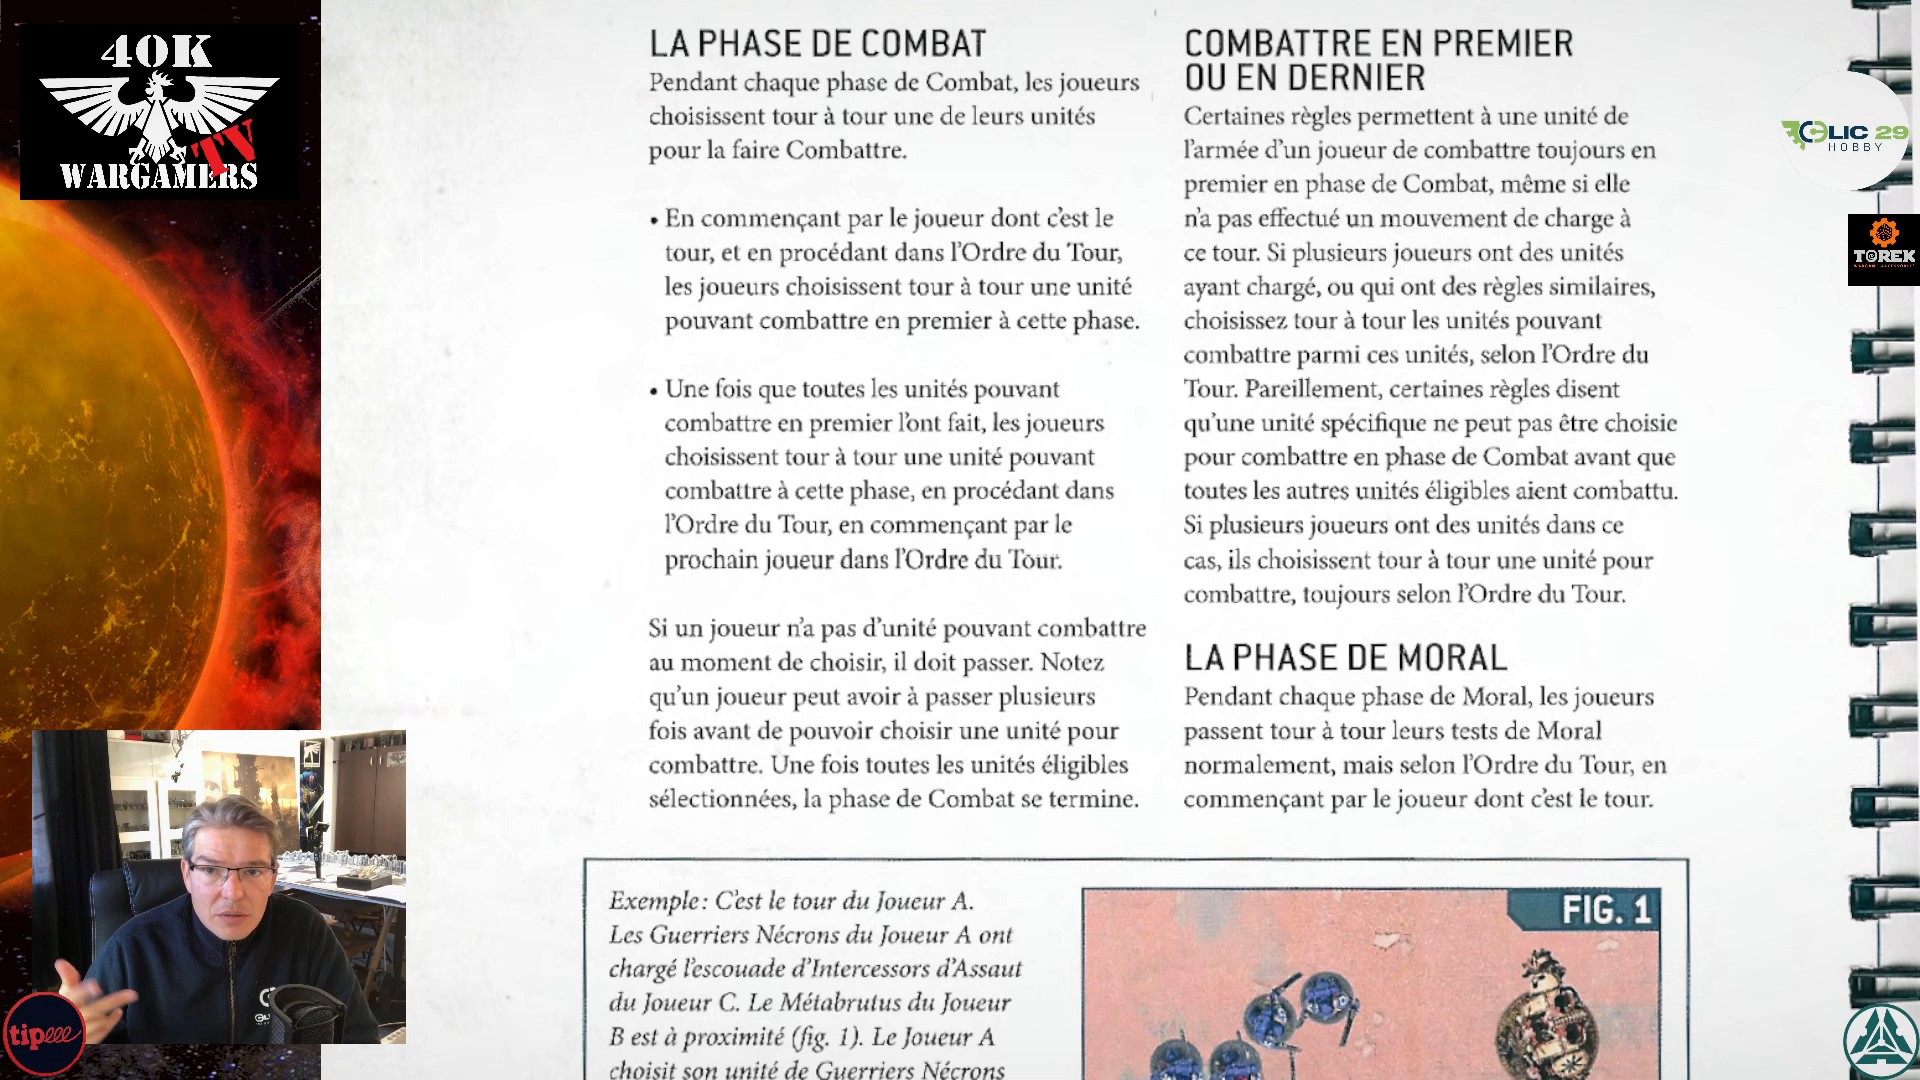 40K
WARGAMERS
TV
LA PHASE DE COMBAT
Pendant chaque phase de Combat, les joueurs
choisissent tour à tour une de leurs unités
pour la faire Combattre.
• En commençant par le joueur dont c'est le
tour, et en procédant dans l'Ordre du Tour,
les joueurs choisissent tour à tour une unité
pouvant combattre en premier à cette phase.
• Une fois que toutes les unités pouvant
combattre en premier l'ont fait, les joueurs
choisissent tour à tour une unité pouvant
combattre à cette phase, en procédant dans
l'Ordre du Tour, en commençant par le
prochain joueur dans l'Ordre du Tour.
Si un joueur n'a pas d'unité pouvant combattre
au moment de choisir, il doit passer. Notez
qu'un joueur peut avoir à passer plusieurs
fois avant de pouvoir choisir une unité pour
combattre. Une fois toutes les unités éligibles
sélectionnées, la phase de Combat se termine.
COMBATTRE EN PREMIER
OU EN DERNIER
Certaines règles permettent à une unité de
l'armée d'un joueur de combattre toujours en
premier en phase de Combat, même si elle
n'a pas effectué un mouvement de charge à
ce tour. Si plusieurs joueurs ont des unités
ayant chargé, ou qui ont des règles similaires,
choisissez tour à tour les unités pouvant
combattre parmi ces unités, selon l'Ordre du
Tour. Pareillement, certaines règles disent
qu'une unité spécifique ne peut pas être choisie
pour combattre en phase de Combat avant que
toutes les autres unités éligibles aient combattu.
Si plusieurs joueurs ont des unités dans ce
cas, ils choisissent tour à tour une unité pour
combattre, toujours selon l'Ordre du Tour.
LA PHASE DE MORAL
Pendant chaque phase de Moral, les joueurs
passent tour à tour leurs tests de Moral
normalement, mais selon l'Ordre du Tour, en
commençant par le joueur dont c'est le tour.
Exemple : C'est le tour du Joueur A.
Les Guerriers Nécrons du Joueur A ont
chargé l'escouade d'Intercessors d'Assaut
du Joueur C. Le Métabrutus du Joueur
B est à proximité (fig. 1). Le Joueur A
choisit son unité de Guerriers Nécrons
FIG. 1
CLIC 29
HOBBY
TOREK
tipeee